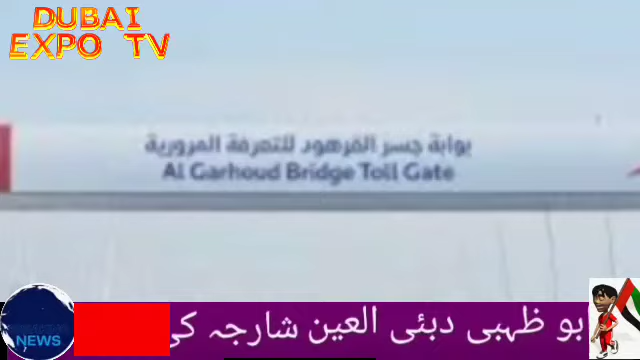 DUBAI
EXPO TV
بوابة جسر القرهود للتعرفة المرورية
Al Garhoud Bridge Toll Gate
بو ظہبی دبئی العین شارجہ کی
NEWS